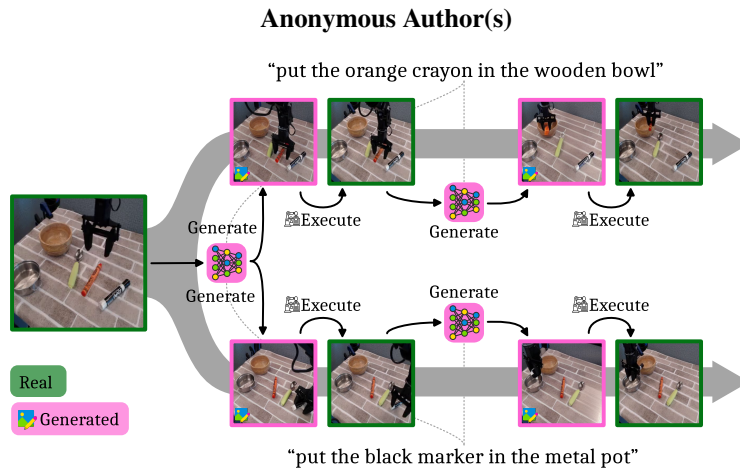 Anonymous Author(s)
“put the orange crayon in the wooden bowl”
Execute
Generate
Execute
Generate
Generate
Execute
Generate
Execute
Real
Generated
“put the black marker in the metal pot”